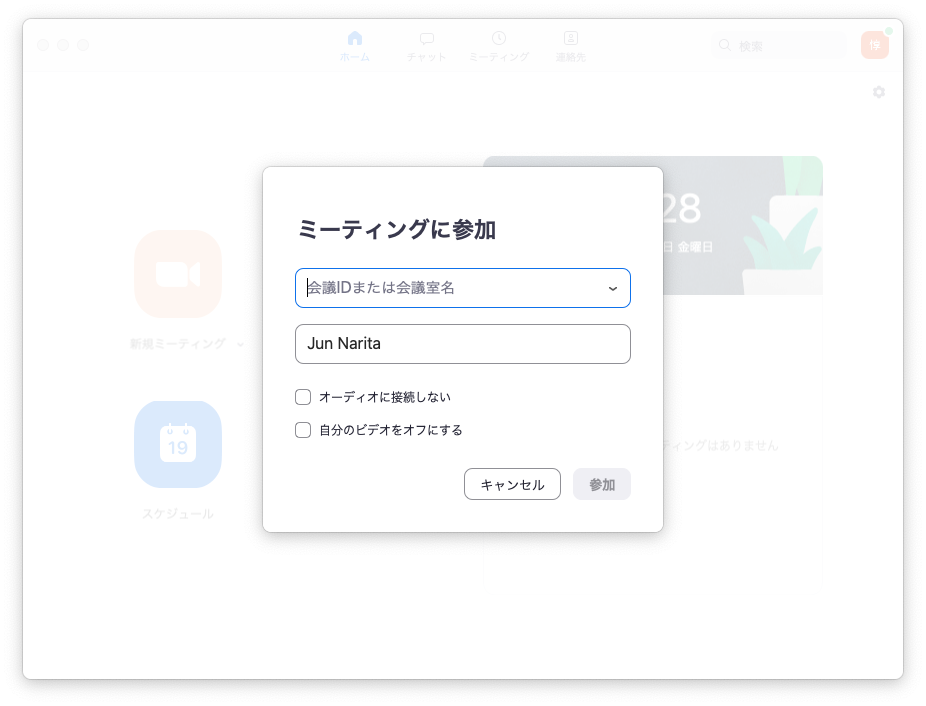 ホーム
チャット
ミーティング
連絡先
検索
惇
28
日 金曜日
ミーティングに参加
会議IDまたは会議室名
Jun Narita
オーディオに接続しない
自分のビデオをオフにする
キャンセル
参加
新規ミーティング
19
スケジュール
ティングはありません